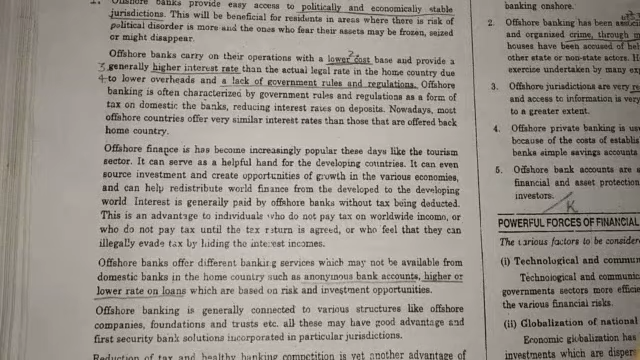 1. Offshore banks provide easy access to politically and economically stable
jurisdictions. This will be beneficial for residents in areas where there is risk of
political disorder is more and the ones who fear their assets may be frozen, seized
or might disappear.
Offshore banks carry on their operations with a lower cost base and provide a
generally higher interest rate than the actual legal rate in the home country due
to lower overheads and a lack of government rules and regulations. Offshore
banking is often characterized by government rules and regulations as a form of
tax on domestic the banks, reducing interest rates on deposits. Nowadays, most
offshore countries offer very similar interest rates than those that are offered back
home country.
Offshore finance is has become increasingly popular these days like the tourism
sector. It can serve as a helpful hand for the developing countries. It can even
source investment and create opportunities of growth in the various economies,
and can help redistribute world finance from the developed to the developing
world. Interest is generally paid by offshore banks without tax being deducted.
This is an advantage to individuals who do not pay tax on worldwide income, or
who do not pay tax until the tax return is agreed, or who feel that they can
illegally evade tax by hiding the interest incomes.
Offshore banks offer different banking services which may not be available from
domestic banks in the home country such as anonymous bank accounts, higher or
lower rate on loans which are based on risk and investment opportunities.
Offshore banking is generally connected to various structures like offshore
companies, foundations and trusts etc. all these may have good advantage and
first security bank solutions incorporated in particular jurisdictions.
Reduction of tax and healthy banking competition is yet another advantage of
banking onshore.
2. Offshore banking has been
and organised crime, through
houses have been accused of
other state or non-state actors.
exercise undertaken by many
3. Offshore jurisdictions are very
and access to information is very
to a greater extent.
4. Offshore private banking is
because of the costs of
banks simple savings accounts
5. Offshore bank accounts are
financial and asset protection
investors.
POWERFUL FORCES OF FINANCIAL
The various factors to be
(i) Technological and
Technological and
governments sectors more
the various financial risks.
(ii) Globalization of national
Economic globalization has
investments which are